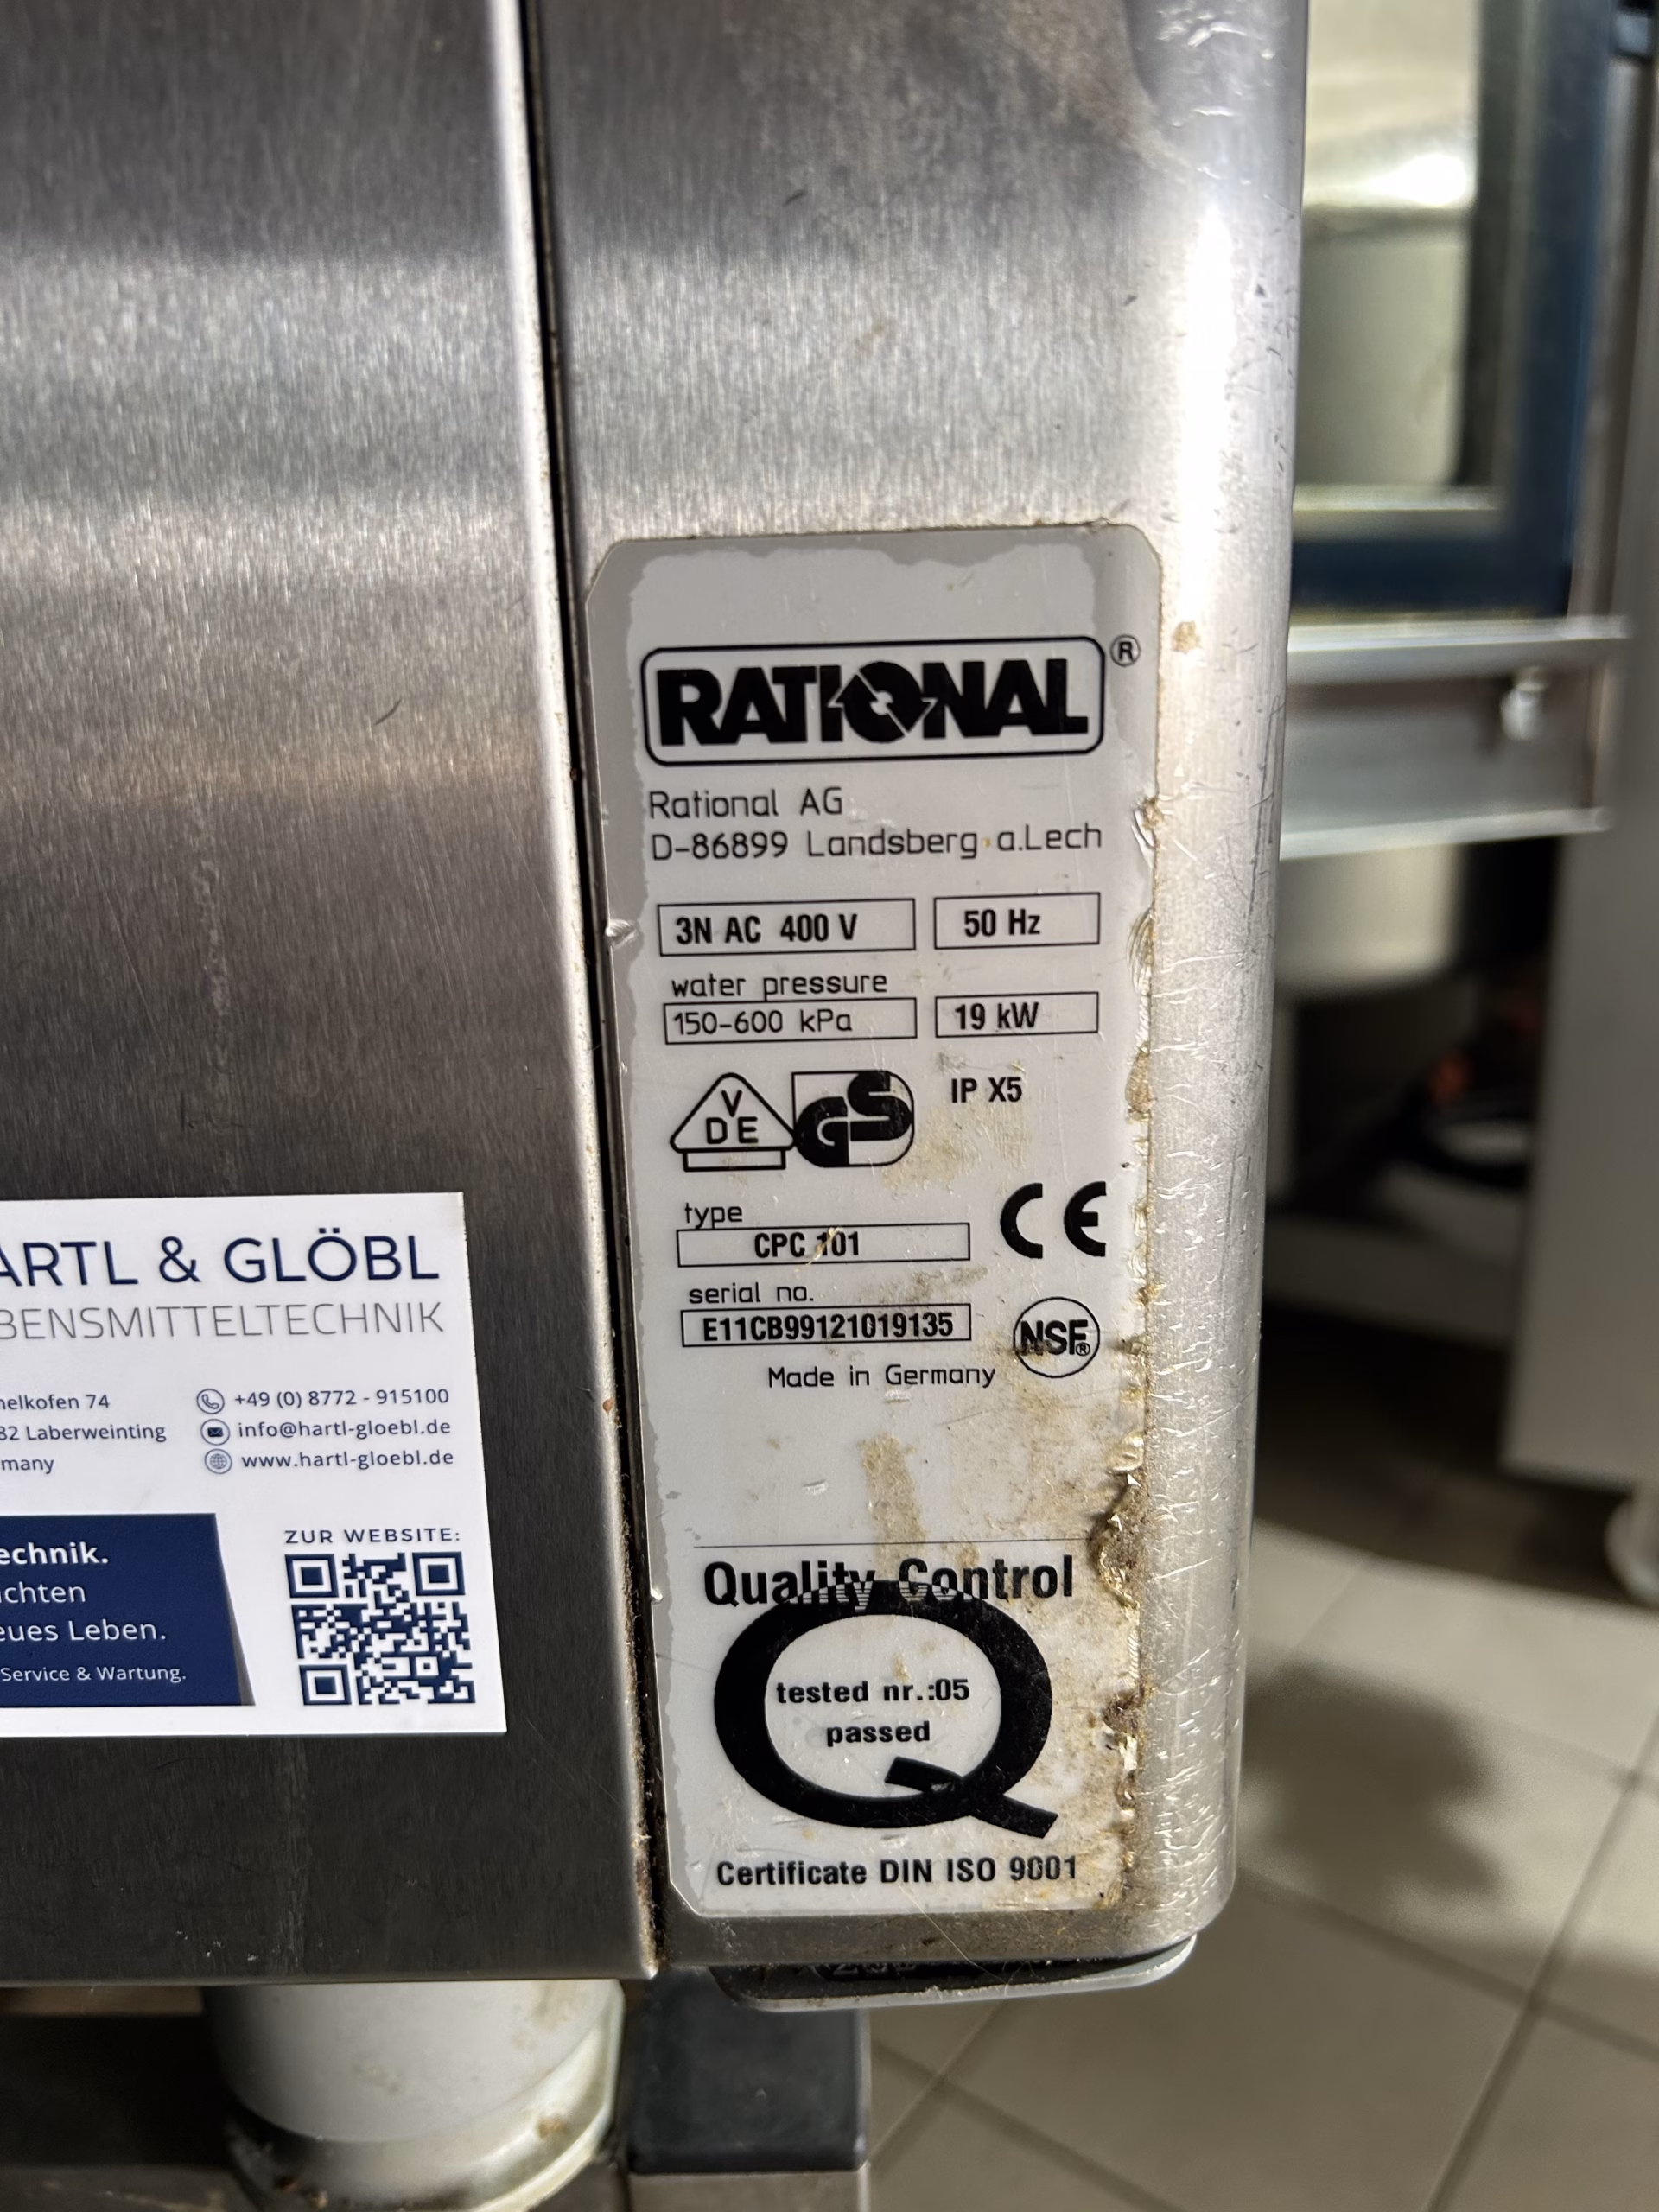 RATIONAL®
Rational AG
D-86899 Landsberg a.Lech
3N AC 400 V
50 Hz
water pressure
150-600 kPa
19 kW
VDE
GS
IP X5
type
CPC 101
CE
serial no.
E11CB99121019135
NSF®
Made in Germany
Quality Control
Q
tested nr.:05
passed
Certificate DIN ISO 9001
ARTL & GLÖBL
BENSMITTELTECHNIK
helkofen 74
82 Laberweinting
many
+49 (0) 8772 - 915100
info@hartl-gloebl.de
www.hartl-gloebl.de
echnik.
chten
eues Leben.
Service & Wartung.
ZUR WEBSITE: